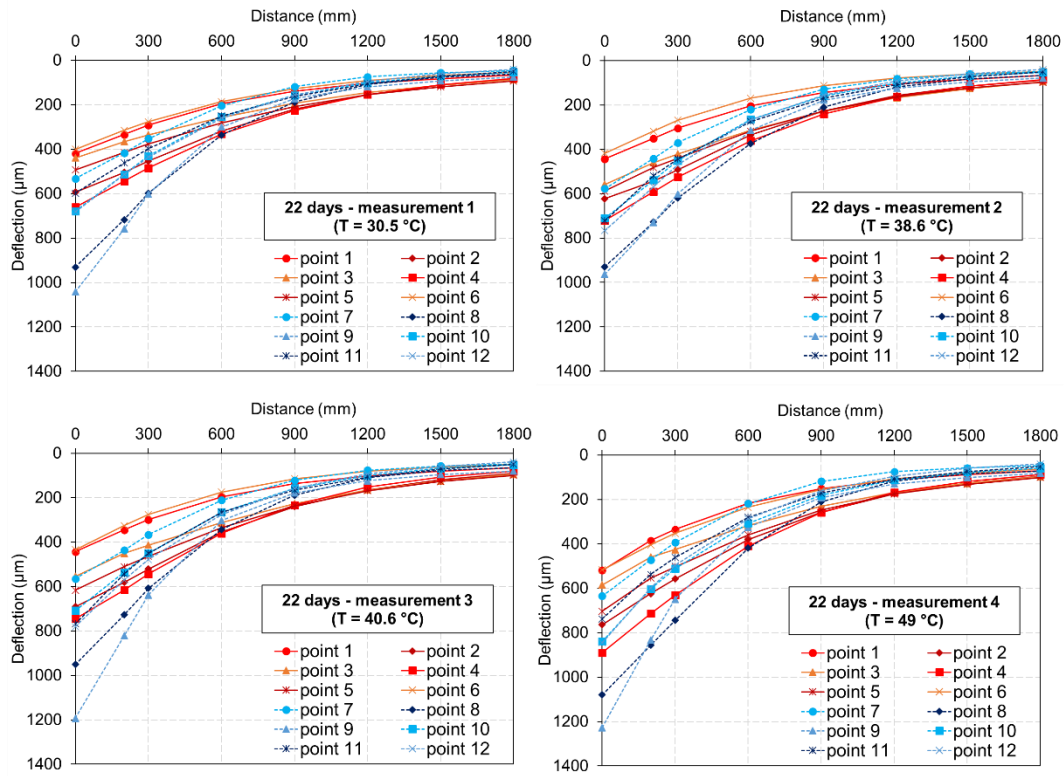 Distance (mm)
0 300 600 900 1200 1500 1800
0
200
400
600
800
1000
1200
1400
Deflection (µm)
22 days - measurement 1
(T = 30.5 °C)
point 1 point 2
point 3 point 4
point 5 point 6
point 7 point 8
point 9 point 10
point 11 point 12
Distance (mm)
0 300 600 900 1200 1500 1800
0
200
400
600
800
1000
1200
1400
Deflection (µm)
22 days - measurement 2
(T = 38.6 °C)
point 1 point 2
point 3 point 4
point 5 point 6
point 7 point 8
point 9 point 10
point 11 point 12
Distance (mm)
0 300 600 900 1200 1500 1800
0
200
400
600
800
1000
1200
1400
Deflection (µm)
22 days - measurement 3
(T = 40.6 °C)
point 1 point 2
point 3 point 4
point 5 point 6
point 7 point 8
point 9 point 10
point 11 point 12
Distance (mm)
0 300 600 900 1200 1500 1800
0
200
400
600
800
1000
1200
1400
Deflection (µm)
22 days - measurement 4
(T = 49 °C)
point 1 point 2
point 3 point 4
point 5 point 6
point 7 point 8
point 9 point 10
point 11 point 12